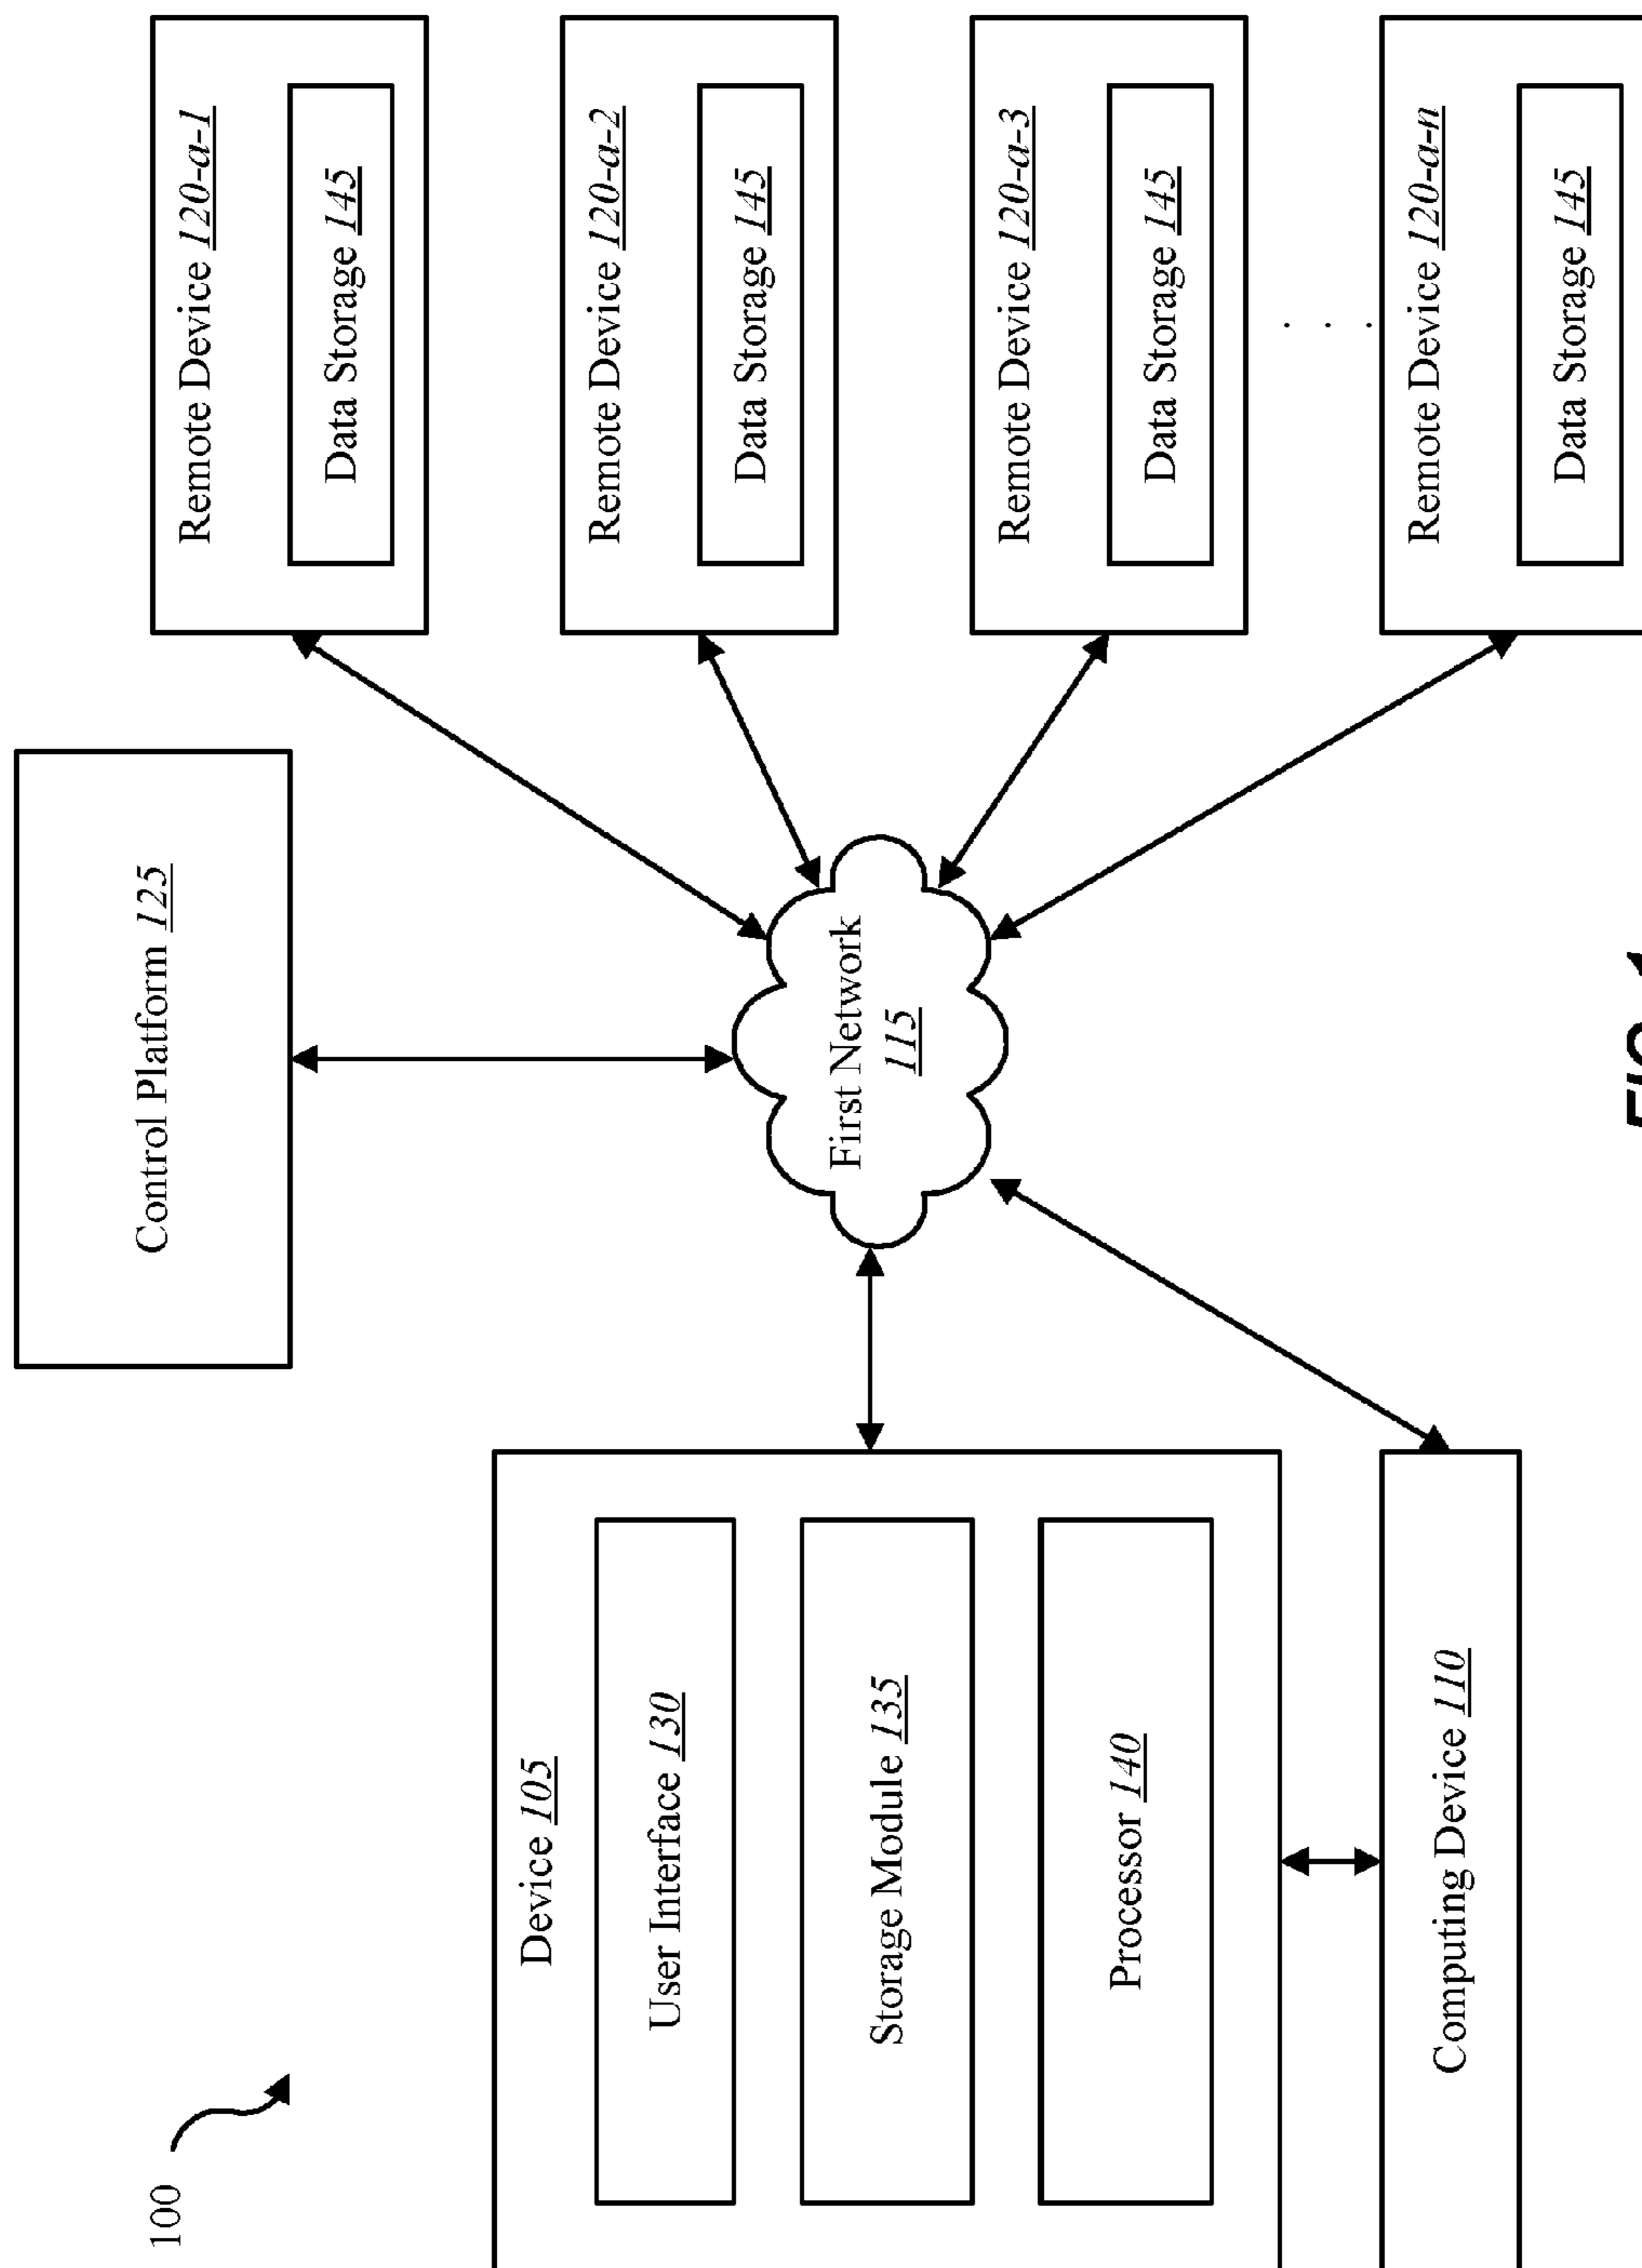 100
Control Platform 125
Remote Device 120-a-1
Data Storage 145
Device 105
User Interface 130
Storage Module 135
Processor 140
First Network
115
Remote Device 120-a-2
Data Storage 145
Remote Device 120-a-3
Data Storage 145
. . .
Computing Device 110
Remote Device 120-a-n
Data Storage 145